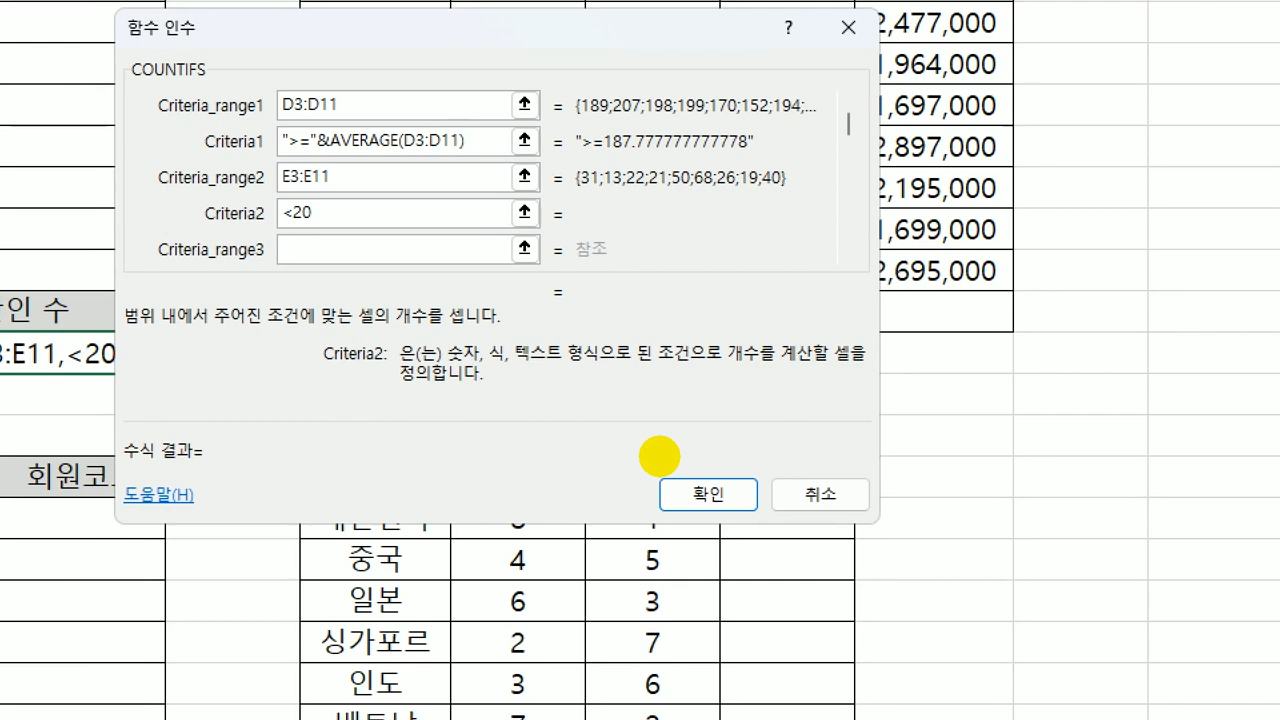 함수 인수
?
COUNTIFS
Criteria_range1 D3:D11 = {189;207;198;199;170;152;194;...
Criteria1 ">="&AVERAGE(D3:D11) = ">=187.777777777778"
Criteria_range2 E3:E11 = {31;13;22;21;50;68;26;19;40}
Criteria2 <20 =
Criteria_range3 = 참조
=
범위 내에서 주어진 조건에 맞는 셀의 개수를 셉니다.
Criteria2: 은(는) 숫자, 식, 텍스트 형식으로 된 조건으로 개수를 계산할 셀을
정의합니다.
수식 결과=
도움말(H) 확인 취소
2,477,000
1,964,000
1,697,000
2,897,000
2,195,000
1,699,000
2,695,000
인 수
:E11,<20
회원코
중국 4 5
일본 6 3
싱가포르 2 7
인도 3 6